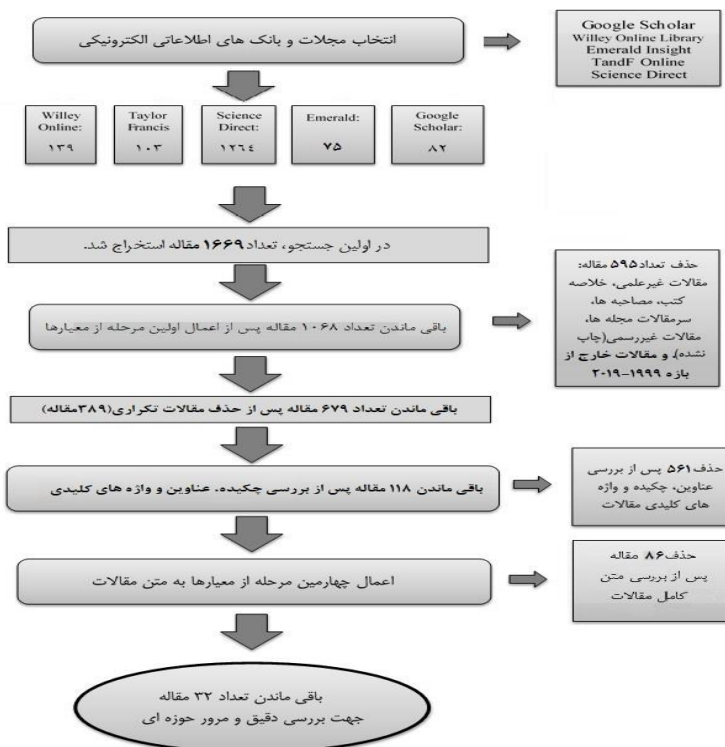 انتخاب مجلات و بانک های اطلاعاتی الکترونیکی
Google Scholar
Willey Online Library
Emerald Insight
TandF Online
Science Direct
Willey
Online:
۱۳۹
Taylor
Francis
۱۰۳
Science
Direct:
۱۲٦٤
Emerald:
۷۵
Google
Scholar:
۸۲
در اولین جستجو، تعداد ۱۶۶۹ مقاله استخراج شد.
حذف تعداد ۵۹۵ مقاله:
مقالات غیرعلمی، خلاصه
کتب، مصاحبه ها،
سرمقالات مجله ها،
مقالات غیررسمی(چاپ
نشده)، و مقالات خارج از
بازه ۱۹۹۹-۲۰۱۹
باقی ماندن تعداد ۱۰۶۸ مقاله پس از اعمال اولین مرحله از معیارها
باقی ماندن تعداد ۶۷۹ مقاله پس از حذف مقالات تکراری(۳۸۹مقاله)
باقی ماندن ۱۱۸ مقاله پس از بررسی چکیده، عناوین و واژه های کلیدی
حذف ۵۶۱ پس از بررسی
عناوین، چکیده و واژه
های کلیدی مقالات
اعمال چهارمین مرحله از معیارها به متن مقالات
حذف ۸۶ مقاله
پس از بررسی متن
کامل مقالات
باقی ماندن تعداد ۳۲ مقاله
جهت بررسی دقیق و مرور حوزه ای